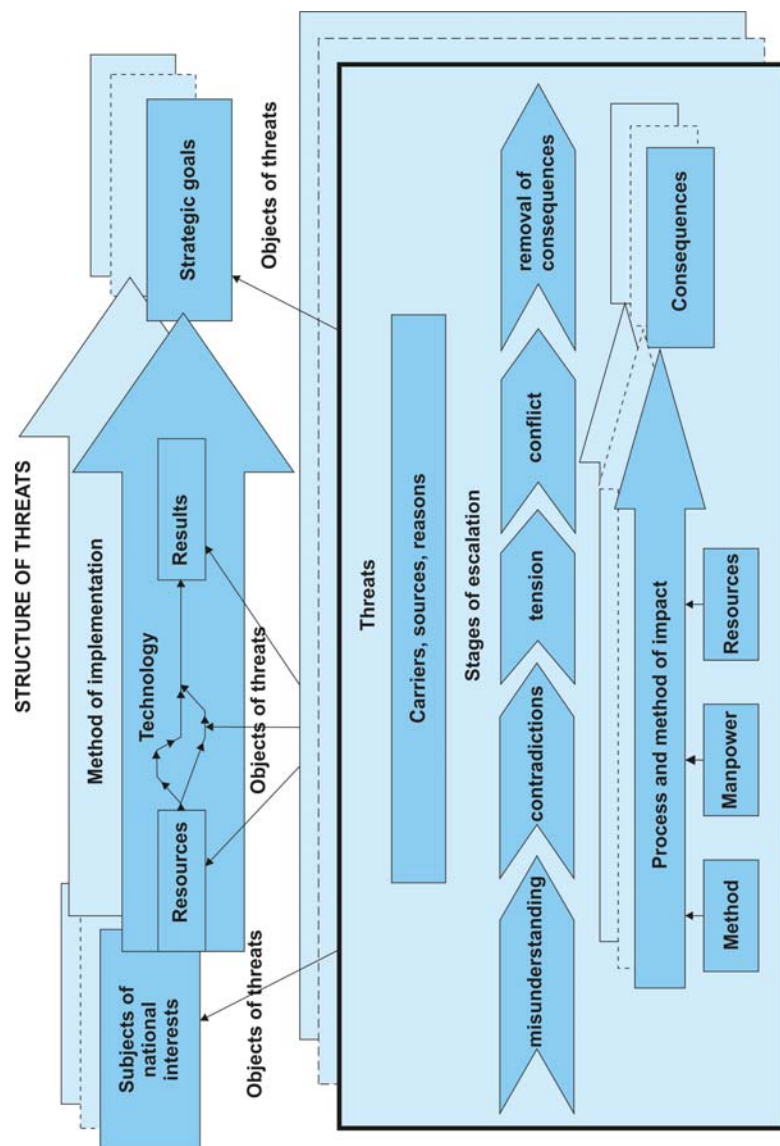 STRUCTURE OF THREATS
Method of implementation
Subjects of
national
interests
Resources
Technology
Results
Strategic goals
Objects of threats
Objects of threats
Objects of threats
Threats
Carriers, sources, reasons
Stages of escalation
misunderstanding
contradictions
tension
conflict
removal of
consequences
Process and method of impact
Consequences
Method
Manpower
Resources